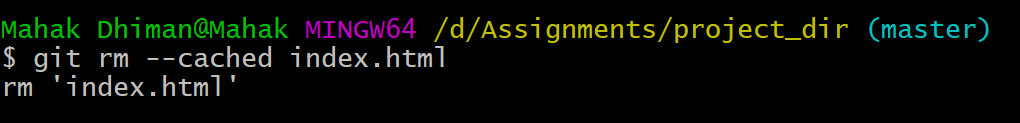 Mahak Dhiman@Mahak MINGW64 /d/Assignments/project_dir (master)
$ git rm --cached index.html
rm 'index.html'